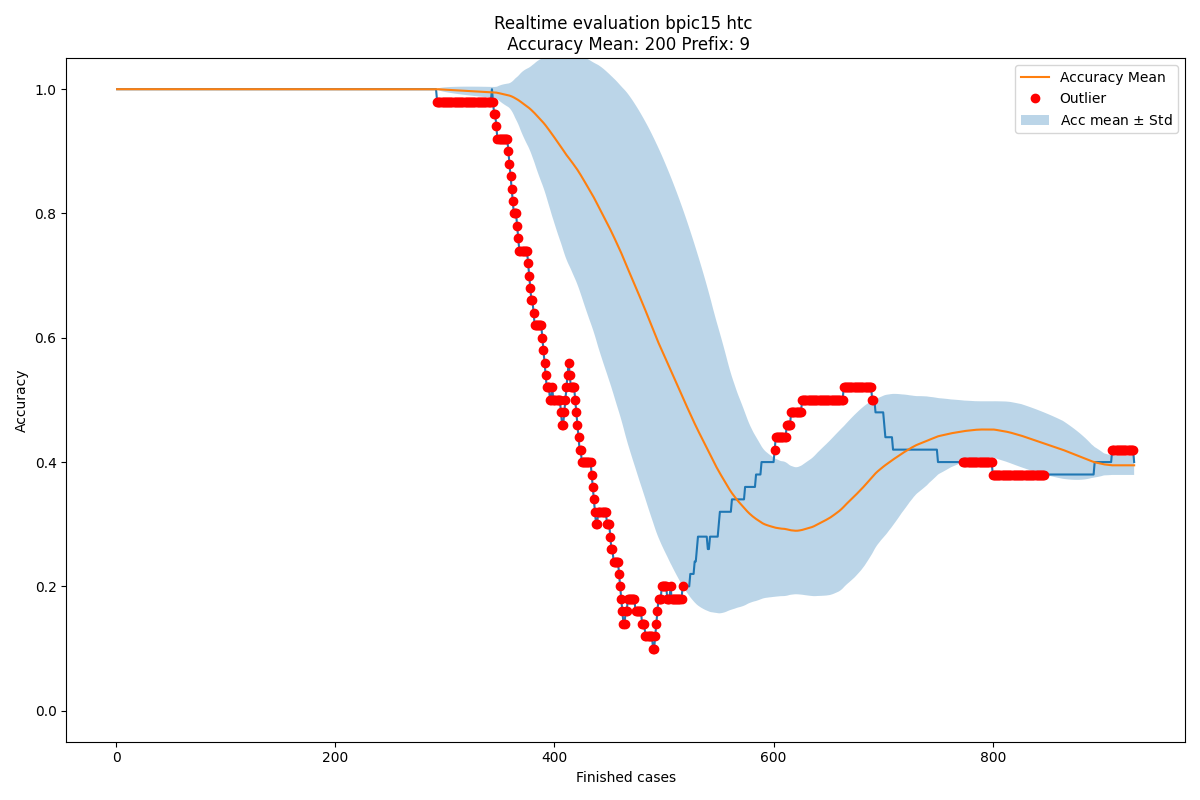 Realtime evaluation bpic15 htc
Accuracy Mean: 200 Prefix: 9
Accuracy Mean
Outlier
Acc mean ± Std
1.0
0.8
0.6
0.4
0.2
0.0
Accuracy
0 200 400 600 800
Finished cases